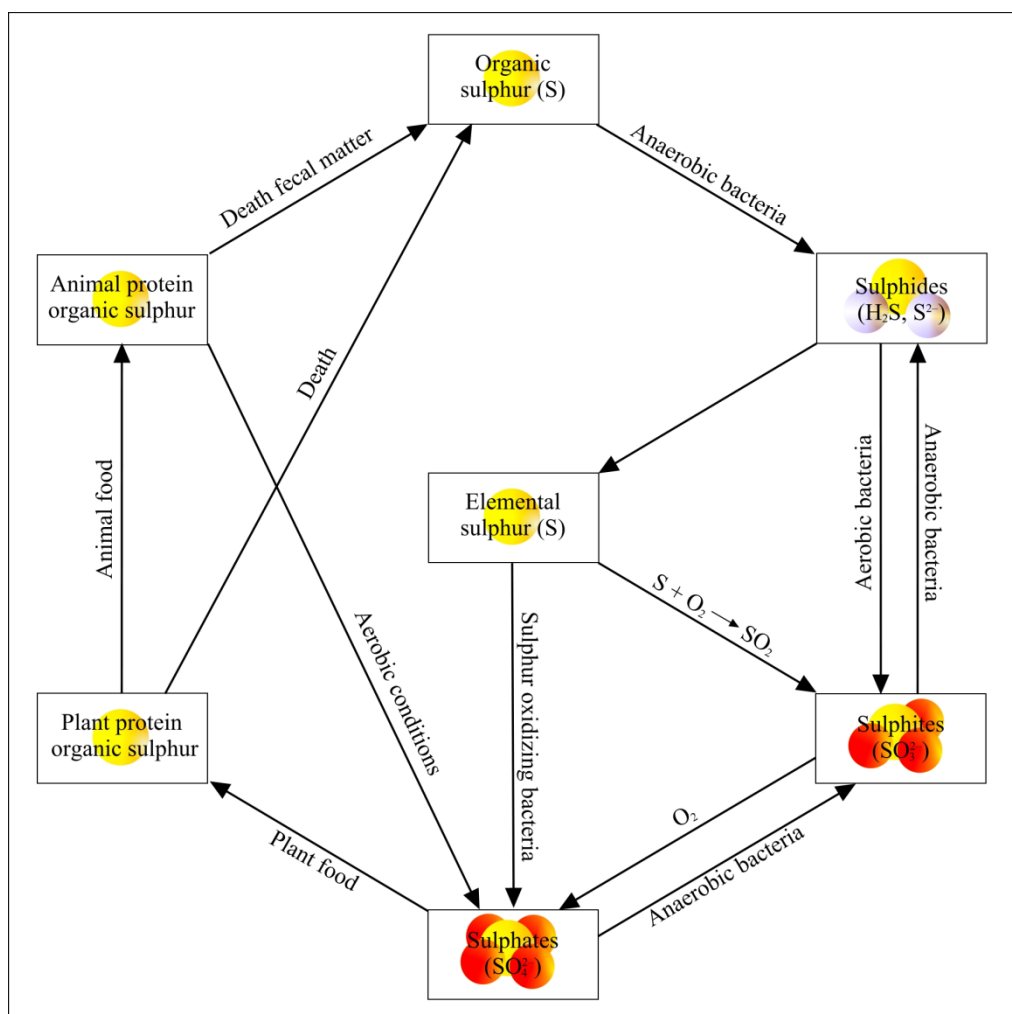 Organic
sulphur (S)
Death fecal matter
Anaerobic bacteria
Animal protein
organic sulphur
Sulphides
(H₂S, S²⁻)
Death
Animal food
Elemental
sulphur (S)
Aerobic bacteria
Anaerobic bacteria
S + O₂ → SO₂
Aerobic conditions
Sulphur oxidizing bacteria
Plant protein
organic sulphur
Sulphites
(SO₃²⁻)
O₂
Plant food
Anaerobic bacteria
Sulphates
(SO₄²⁻)